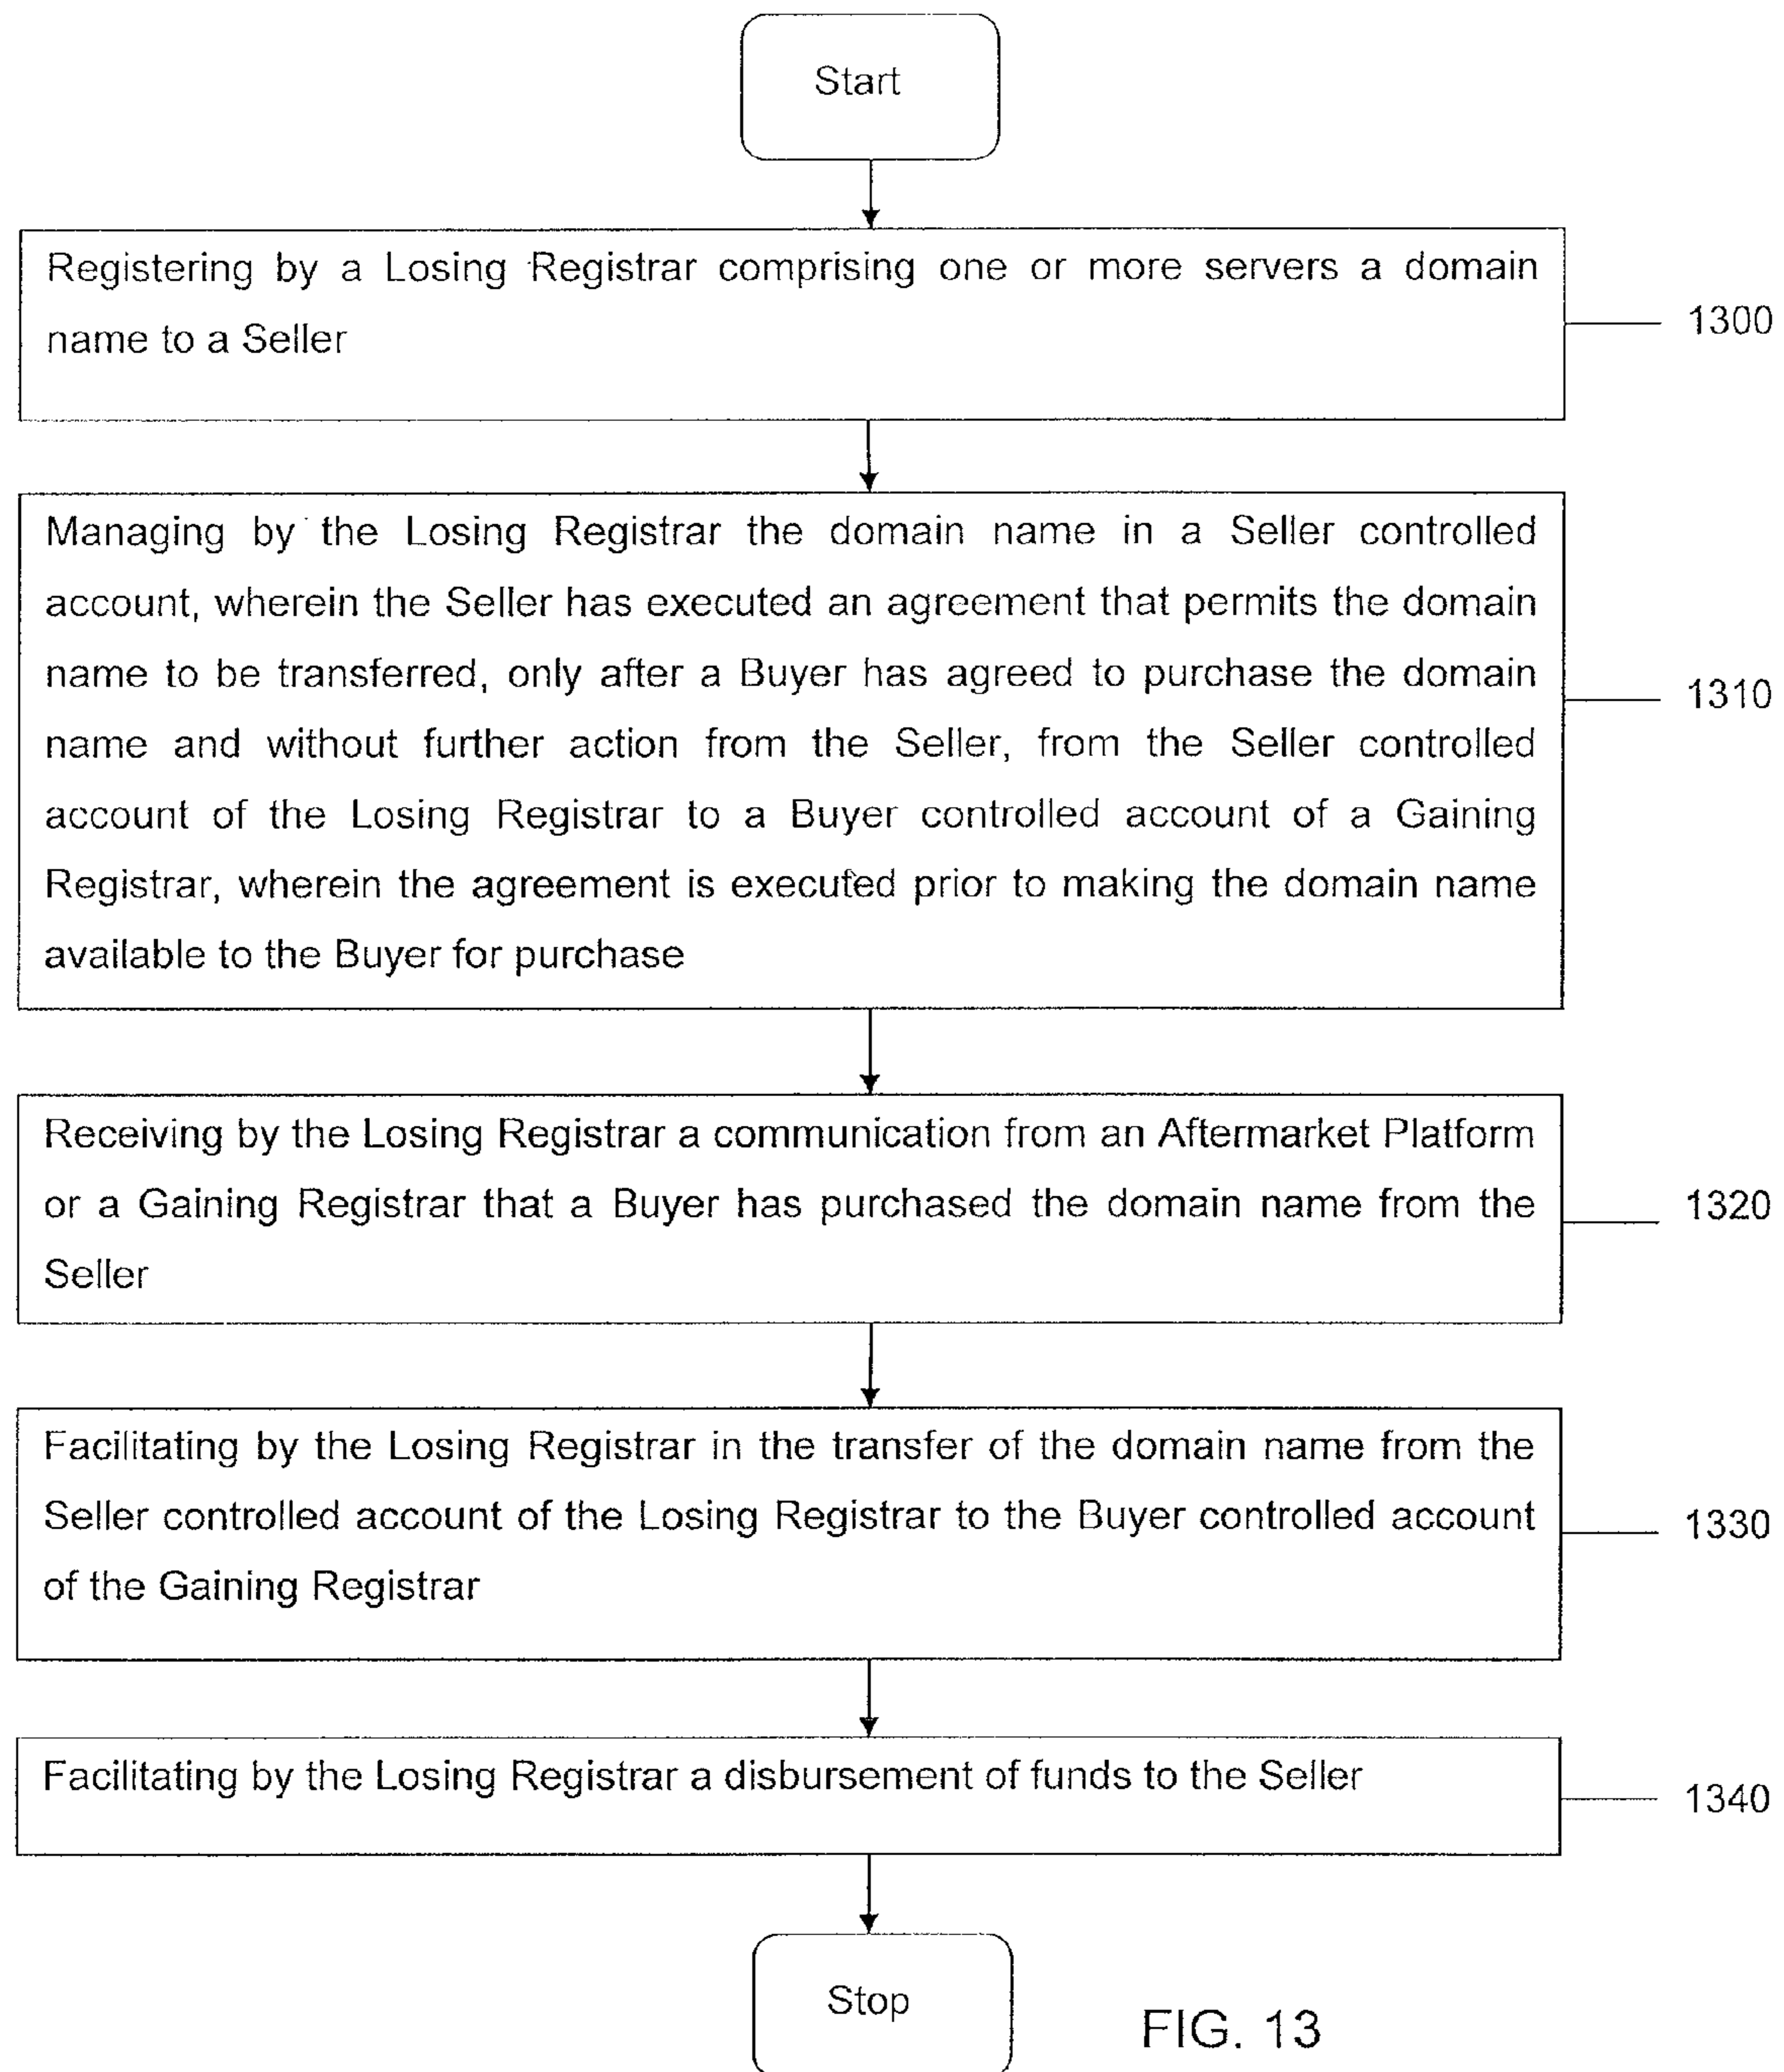 Start
Registering by a Losing Registrar comprising one or more servers a domain
name to a Seller
1300
Managing by the Losing Registrar the domain name in a Seller controlled
account, wherein the Seller has executed an agreement that permits the domain
name to be transferred, only after a Buyer has agreed to purchase the domain
name and without further action from the Seller, from the Seller controlled
account of the Losing Registrar to a Buyer controlled account of a Gaining
Registrar, wherein the agreement is executed prior to making the domain name
available to the Buyer for purchase
1310
Receiving by the Losing Registrar a communication from an Aftermarket Platform
or a Gaining Registrar that a Buyer has purchased the domain name from the
Seller
1320
Facilitating by the Losing Registrar in the transfer of the domain name from the
Seller controlled account of the Losing Registrar to the Buyer controlled account
of the Gaining Registrar
1330
Facilitating by the Losing Registrar a disbursement of funds to the Seller
1340
Stop
FIG. 13